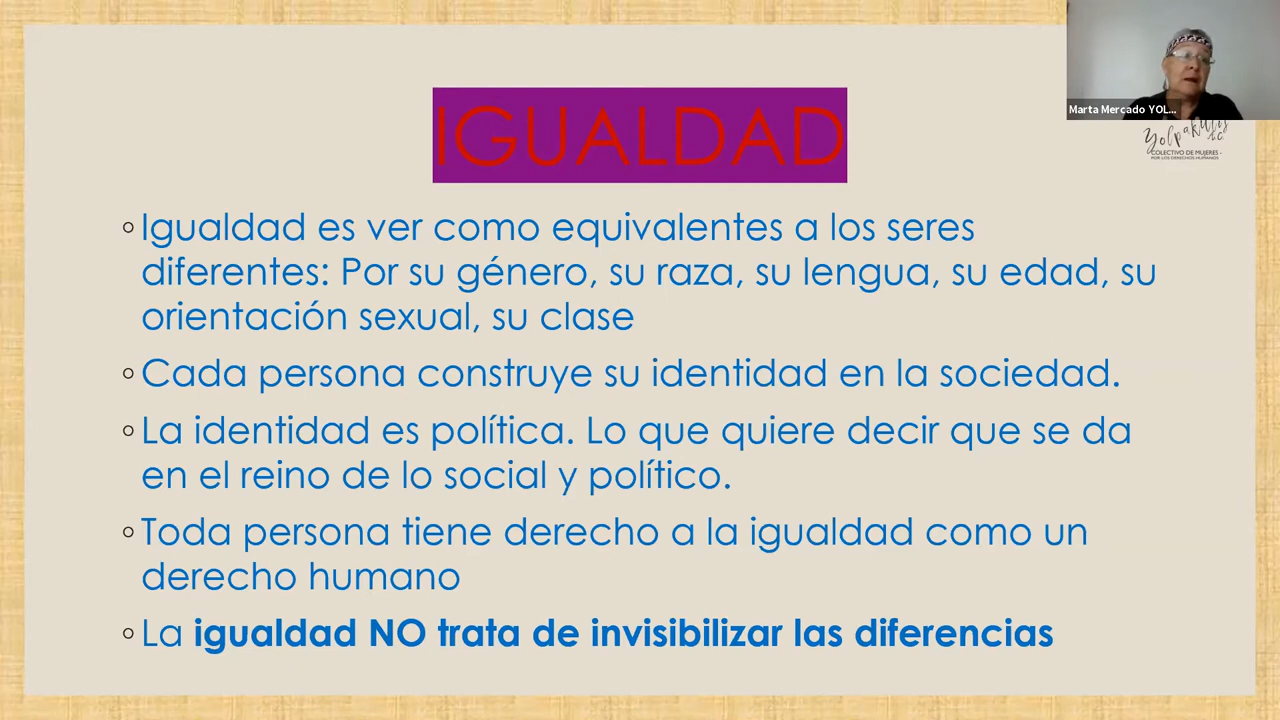 Marta Mercado YOL...
IGUALDAD
Yolpakilis
A.C.
COLECTIVO DE MUJERES -
POR LOS DERECHOS HUMANOS
◦Igualdad es ver como equivalentes a los seres
diferentes: Por su género, su raza, su lengua, su edad, su
orientación sexual, su clase
◦Cada persona construye su identidad en la sociedad.
◦La identidad es política. Lo que quiere decir que se da
en el reino de lo social y político.
◦Toda persona tiene derecho a la igualdad como un
derecho humano
◦La igualdad NO trata de invisibilizar las diferencias